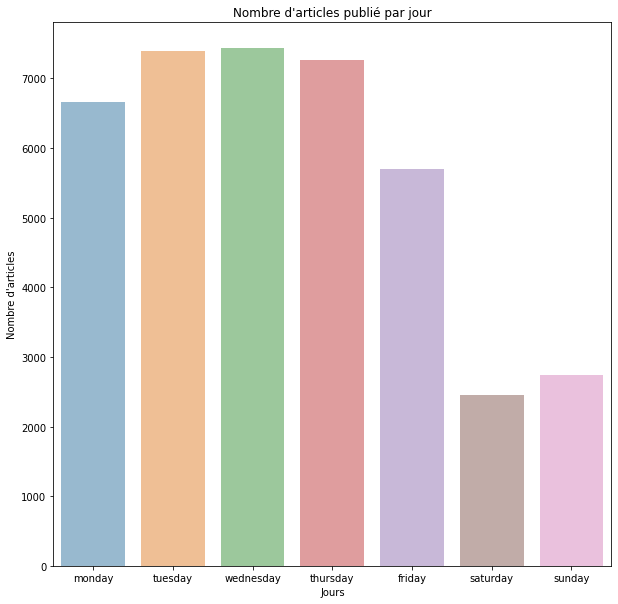 Nombre d'articles publié par jour
Nombre d'articles
7000
6000
5000
4000
3000
2000
1000
0
monday tuesday wednesday thursday friday saturday sunday
Jours